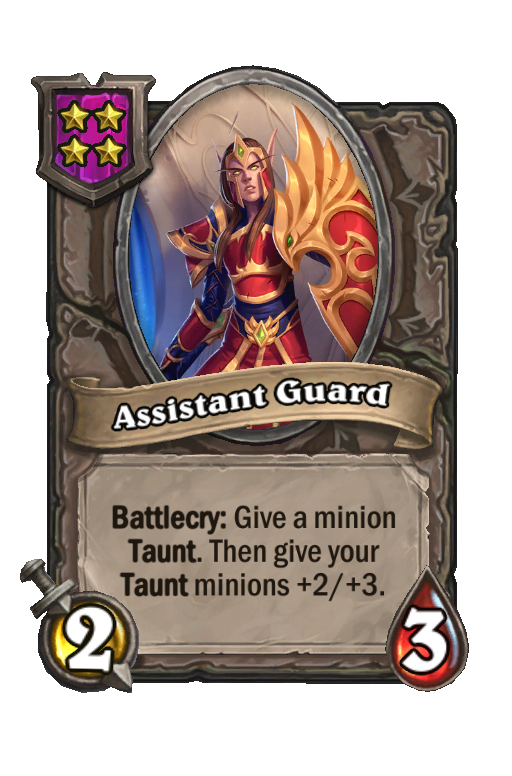 Assistant Guard
Battlecry: Give a minion
Taunt. Then give your
Taunt minions +2/+3.
2
3